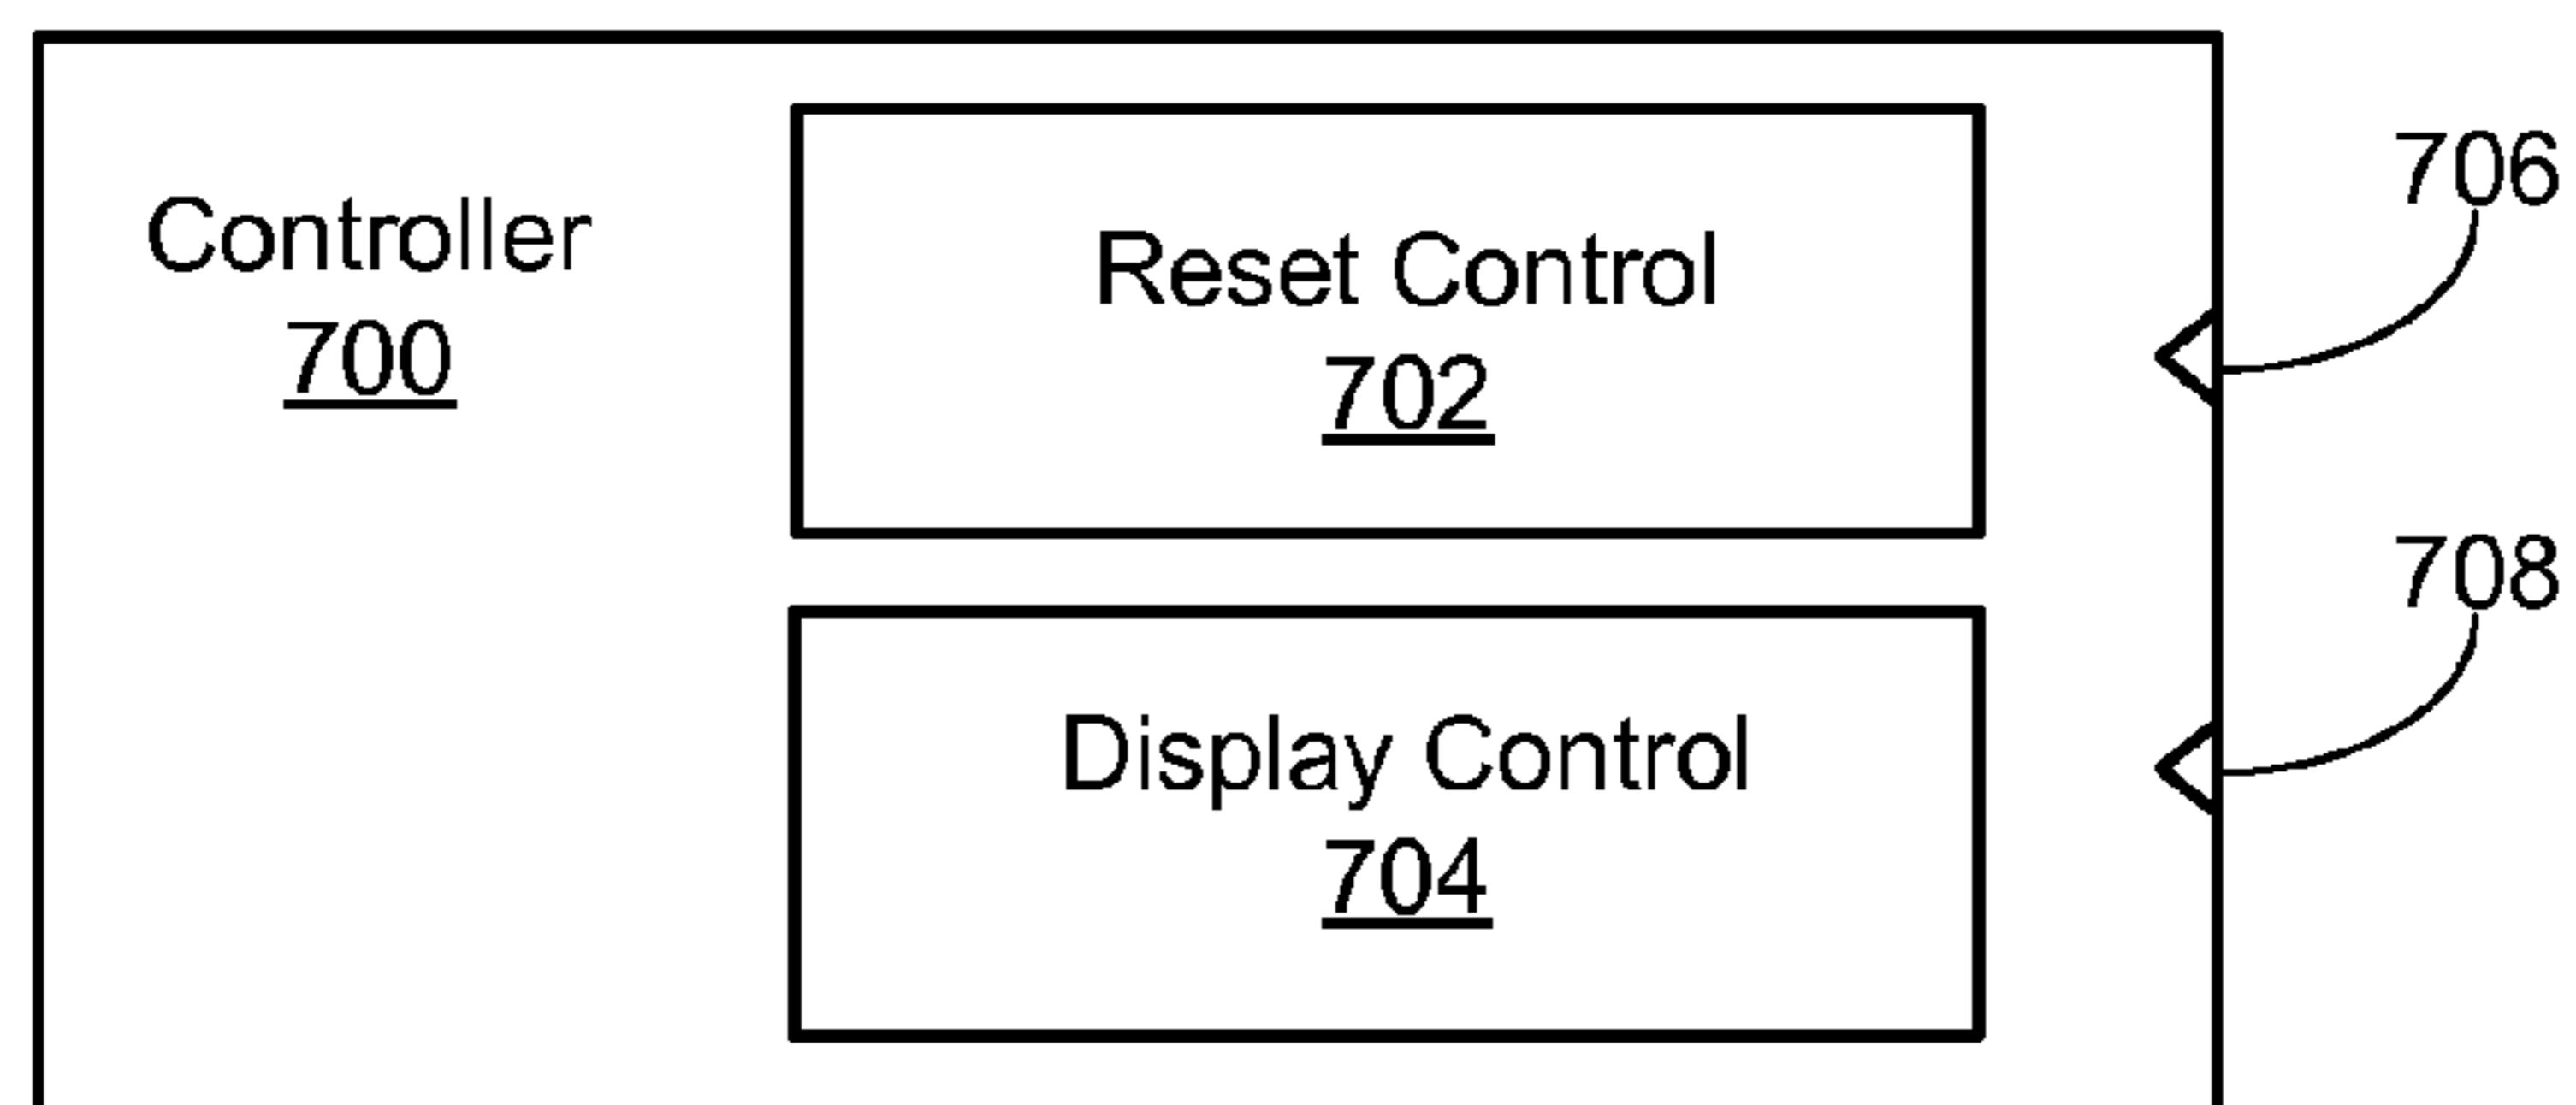 Controller
700
Reset Control
702
706
Display Control
704
708